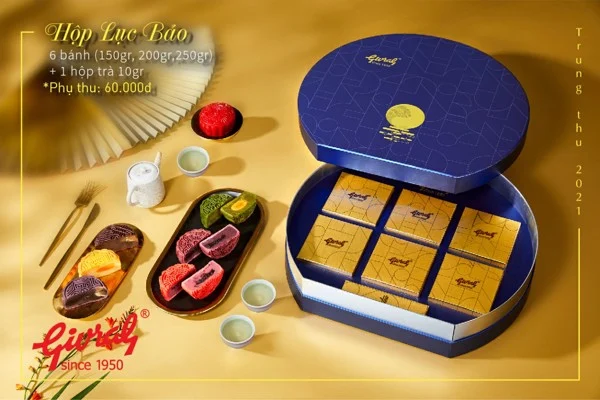 Hộp Lục Bảo
6 bánh (150gr, 200gr,250gr)
+ 1 hộp trà 10gr
*Phụ thu: 60.000đ
Trung thu 2021
Givral
Givral ®
since 1950